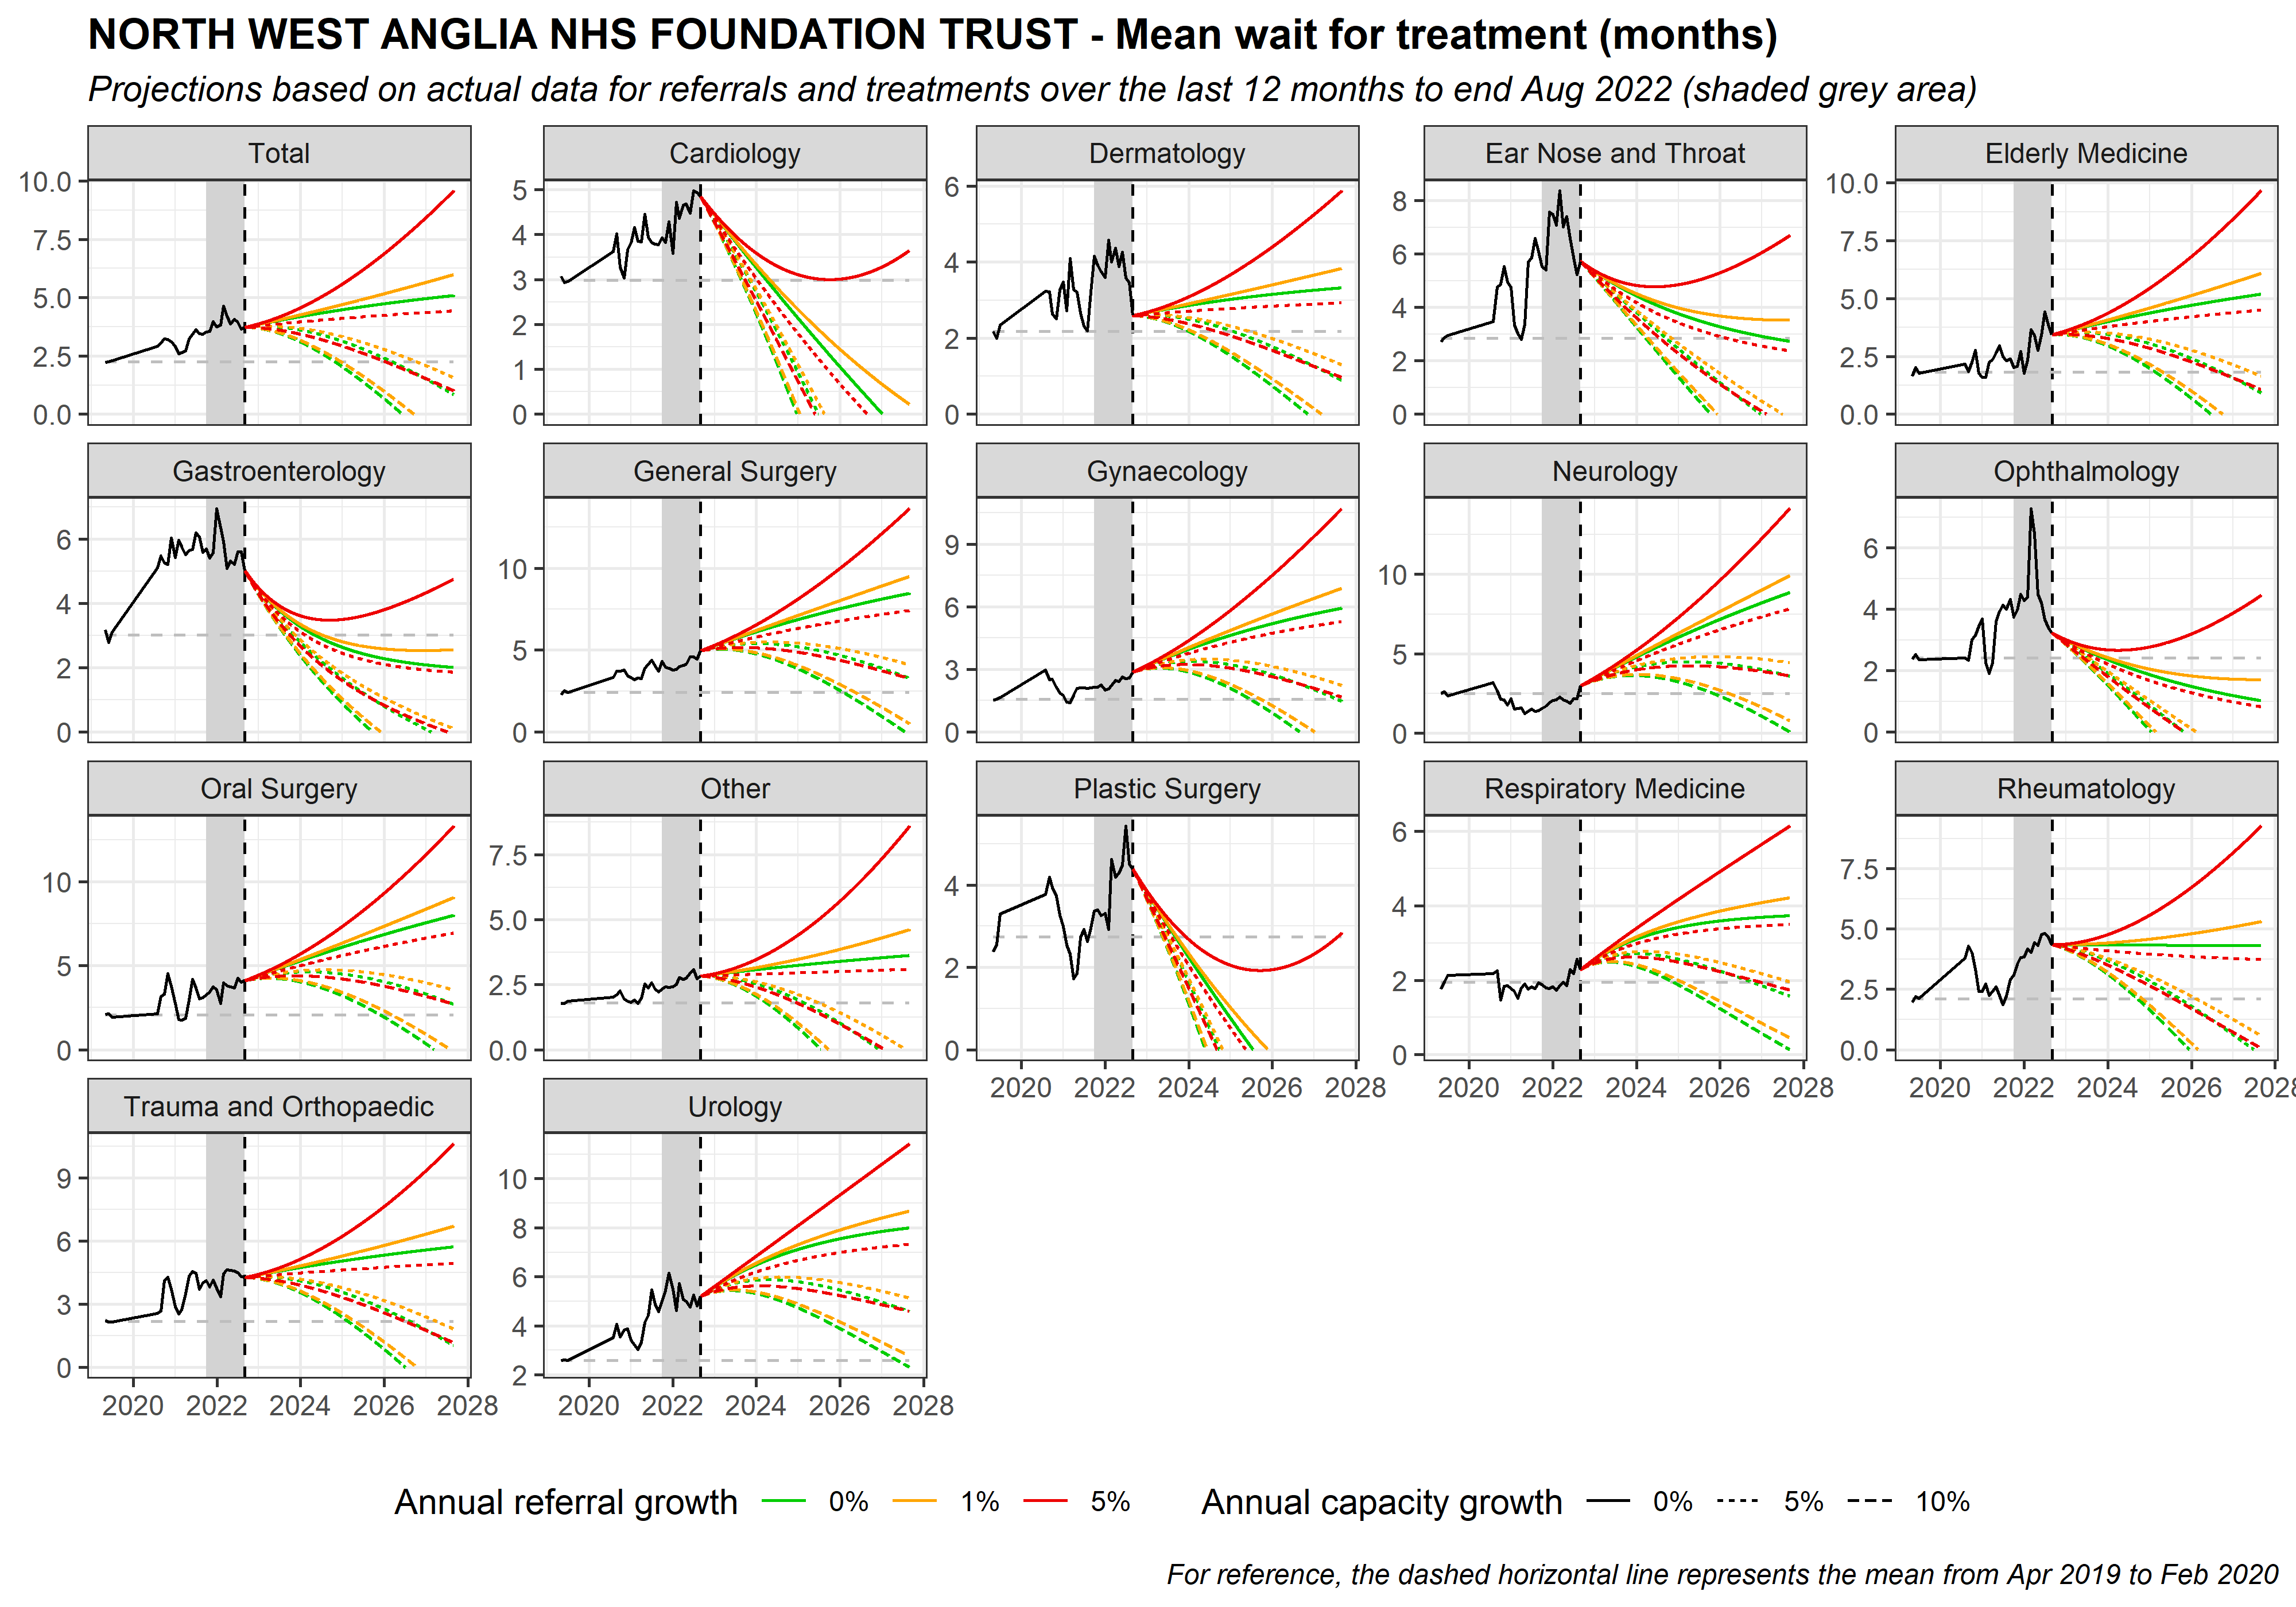 NORTH WEST ANGLIA NHS FOUNDATION TRUST - Mean wait for treatment (months)
Projections based on actual data for referrals and treatments over the last 12 months to end Aug 2022 (shaded grey area)
Total Cardiology Dermatology Ear Nose and Throat Elderly Medicine
10.0 7.5 5.0 2.5 0.0
5 4 3 2 1 0
6 4 2 0
8 6 4 2 0
10.0 7.5 5.0 2.5 0.0
Gastroenterology General Surgery Gynaecology Neurology Ophthalmology
6 4 2 0
10 5 0
9 6 3 0
10 5 0
6 4 2 0
Oral Surgery Other Plastic Surgery Respiratory Medicine Rheumatology
10 5 0
7.5 5.0 2.5 0.0
4 2 0
6 4 2 0
7.5 5.0 2.5 0.0
2020 2022 2024 2026 2028
2020 2022 2024 2026 2028
2020 2022 2024 2026 2028
Trauma and Orthopaedic Urology
9 6 3 0
10 8 6 4 2
2020 2022 2024 2026 2028
2020 2022 2024 2026 2028
Annual referral growth 0% 1% 5% Annual capacity growth 0% 5% 10%
For reference, the dashed horizontal line represents the mean from Apr 2019 to Feb 2020